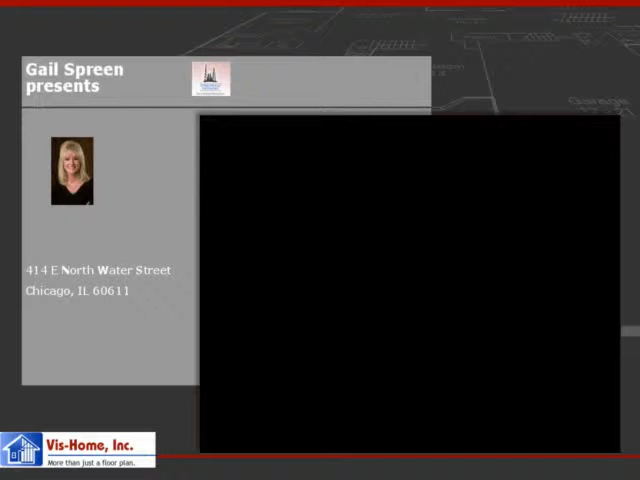 Gail Spreen
presents
414 E North Water Street
Chicago, IL 60611
Vis-Home, Inc.
More than just a floor plan.